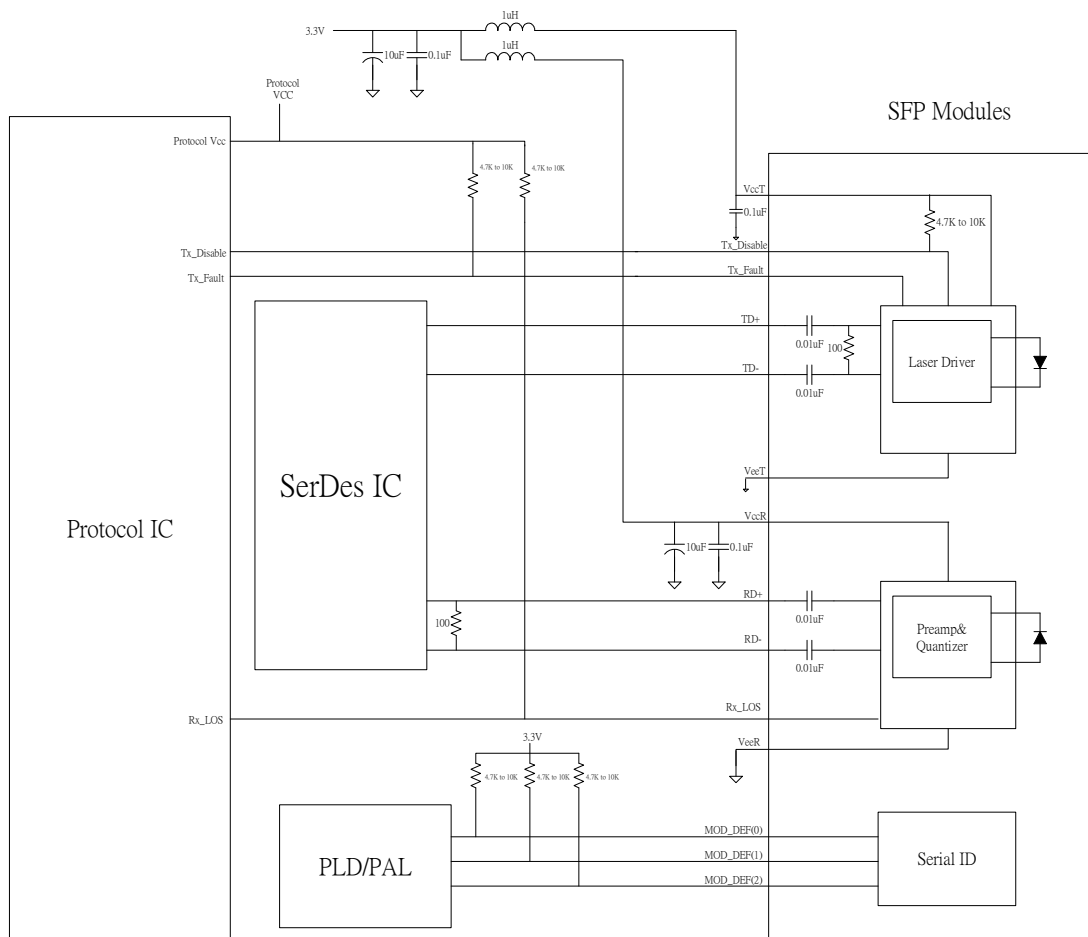 1uH
3.3V
1uH
10uF
0.1uF
Protocol
VCC
SFP Modules
Protocol Vcc
4.7K to 10K
4.7K to 10K
VccT
0.1uF
4.7K to 10K
Tx_Disable
Tx_Disable
Tx_Fault
Tx_Fault
TD+
0.01uF
100
Laser Driver
TD-
0.01uF
SerDes IC
VeeT
Protocol IC
VccR
10uF
0.1uF
RD+
0.01uF
100
Preamp&
Quantizer
RD-
0.01uF
Rx_LOS
Rx_LOS
3.3V
VeeR
4.7K to 10K
4.7K to 10K
4.7K to 10K
MOD_DEF(0)
PLD/PAL
MOD_DEF(1)
Serial ID
MOD_DEF(2)